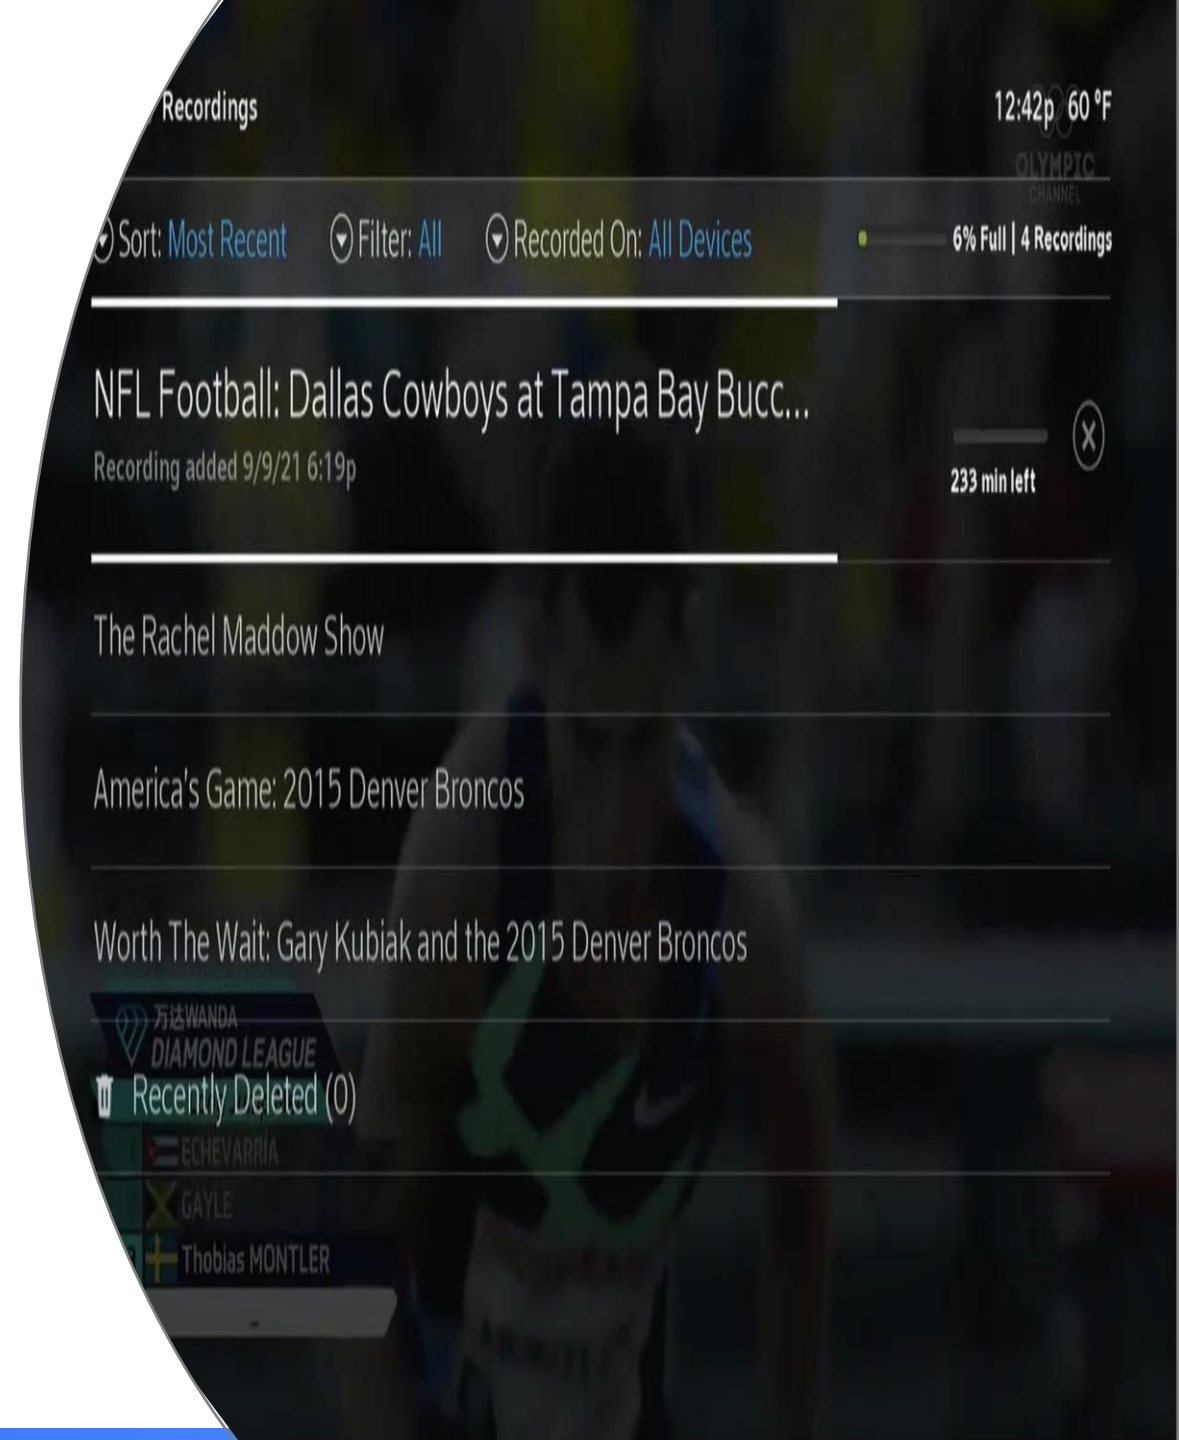 Recordings
12:42p 60 °F
OLYMPIC
CHANNEL
Sort: Most Recent Filter: All Recorded On: All Devices 6% Full | 4 Recordings
NFL Football: Dallas Cowboys at Tampa Bay Bucc...
Recording added 9/9/21 6:19p
233 min left
The Rachel Maddow Show
America's Game: 2015 Denver Broncos
Worth The Wait: Gary Kubiak and the 2015 Denver Broncos
万达WANDA
DIAMOND LEAGUE
Recently Deleted (0)
1 ECHEVARRÍA
GAYLE
Thobias MONTLER